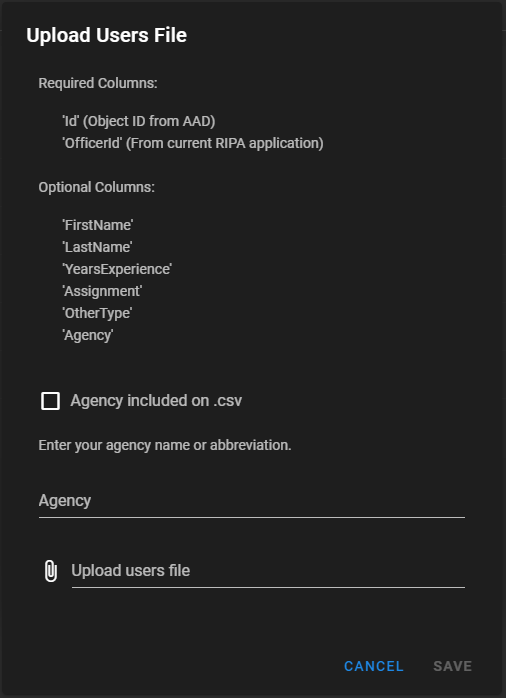 Upload Users File
Required Columns:
'Id' (Object ID from AAD)
'OfficerId' (From current RIPA application)
Optional Columns:
'FirstName'
'LastName'
'YearsExperience'
'Assignment'
'OtherType'
'Agency'
Agency included on .csv
Enter your agency name or abbreviation.
Agency
Upload users file
CANCEL SAVE